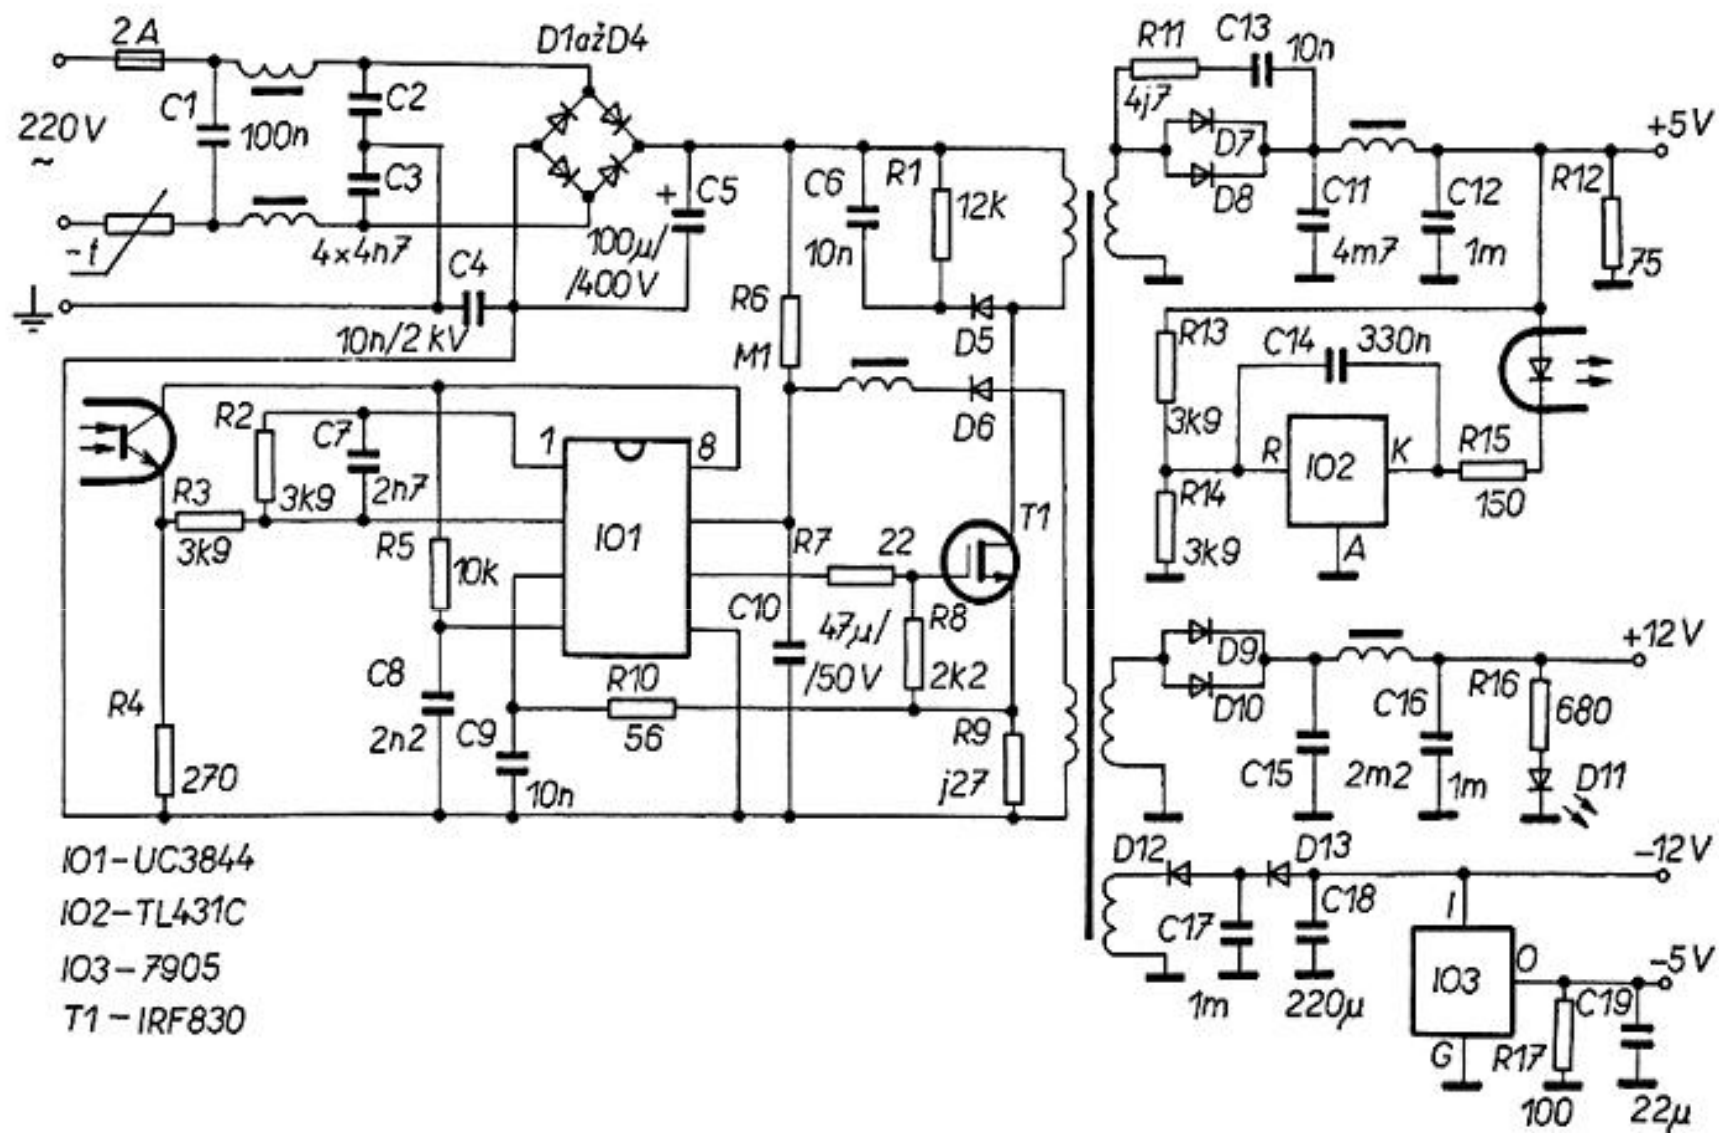 2A
D1ažD4
C1
100n
C2
C3
220V
~
-t
4×4n7
C4
10n/2kV
+
C5
100µ/
/400V
C6
10n
R1
12k
R6
M1
D5
D6
R2
3k9
C7
2n7
R3
3k9
R5
10k
1
8
IO1
R7
22
T1
C10
47µ/
/50V
R8
2k2
R4
270
C8
2n2
C9
10n
R10
56
R9
j27
R11
4j7
C13
10n
D7
D8
C11
4m7
C12
1m
R12
75
+5V
R13
3k9
C14
330n
R
IO2
K
A
R14
3k9
R15
150
D9
D10
C15
2m2
C16
1m
R16
680
D11
+12V
D12
D13
C17
1m
C18
220µ
-12V
I
IO3
O
G
-5V
C19
22µ
R17
100
IO1-UC3844
IO2-TL431C
IO3-7905
T1-IRF830